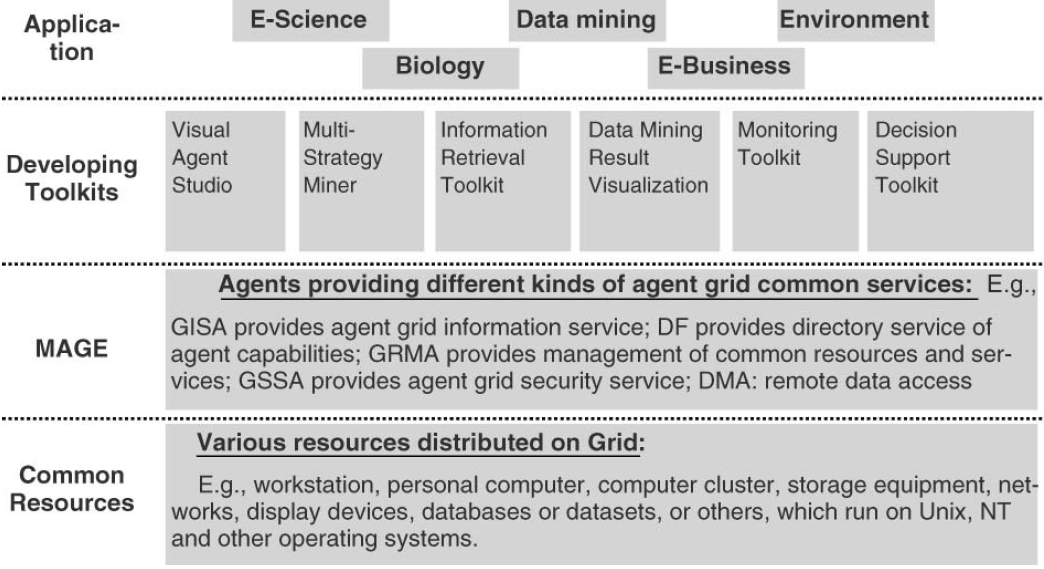 Applica-
tion
E-Science
Data mining
Environment
Biology
E-Business
Developing
Toolkits
Visual
Agent
Studio
Multi-
Strategy
Miner
Information
Retrieval
Toolkit
Data Mining
Result
Visualization
Monitoring
Toolkit
Decision
Support
Toolkit
MAGE
Agents providing different kinds of agent grid common services: E.g.,
GISA provides agent grid information service; DF provides directory service of
agent capabilities; GRMA provides management of common resources and ser-
vices; GSSA provides agent grid security service; DMA: remote data access
Common
Resources
Various resources distributed on Grid:
E.g., workstation, personal computer, computer cluster, storage equipment, net-
works, display devices, databases or datasets, or others, which run on Unix, NT
and other operating systems.